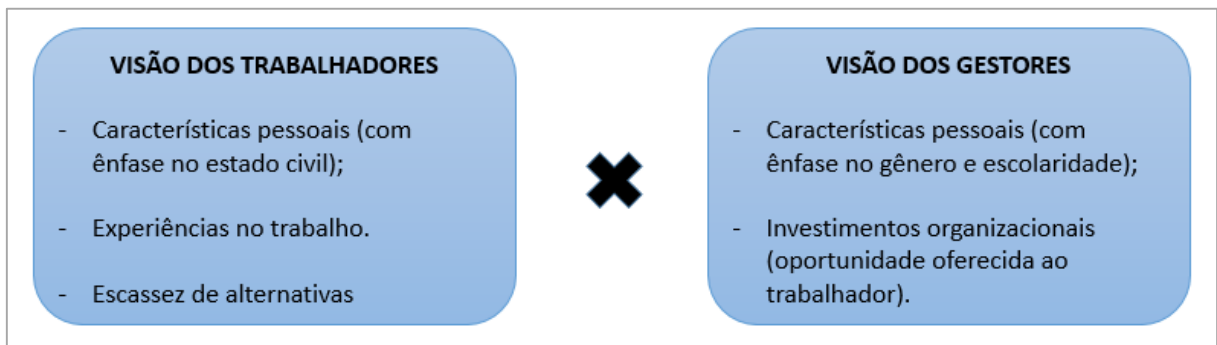 VISÃO DOS TRABALHADORES
- Características pessoais (com
ênfase no estado civil);
- Experiências no trabalho.
- Escassez de alternativas
VISÃO DOS GESTORES
- Características pessoais (com
ênfase no gênero e escolaridade);
- Investimentos organizacionais
(oportunidade oferecida ao
trabalhador).